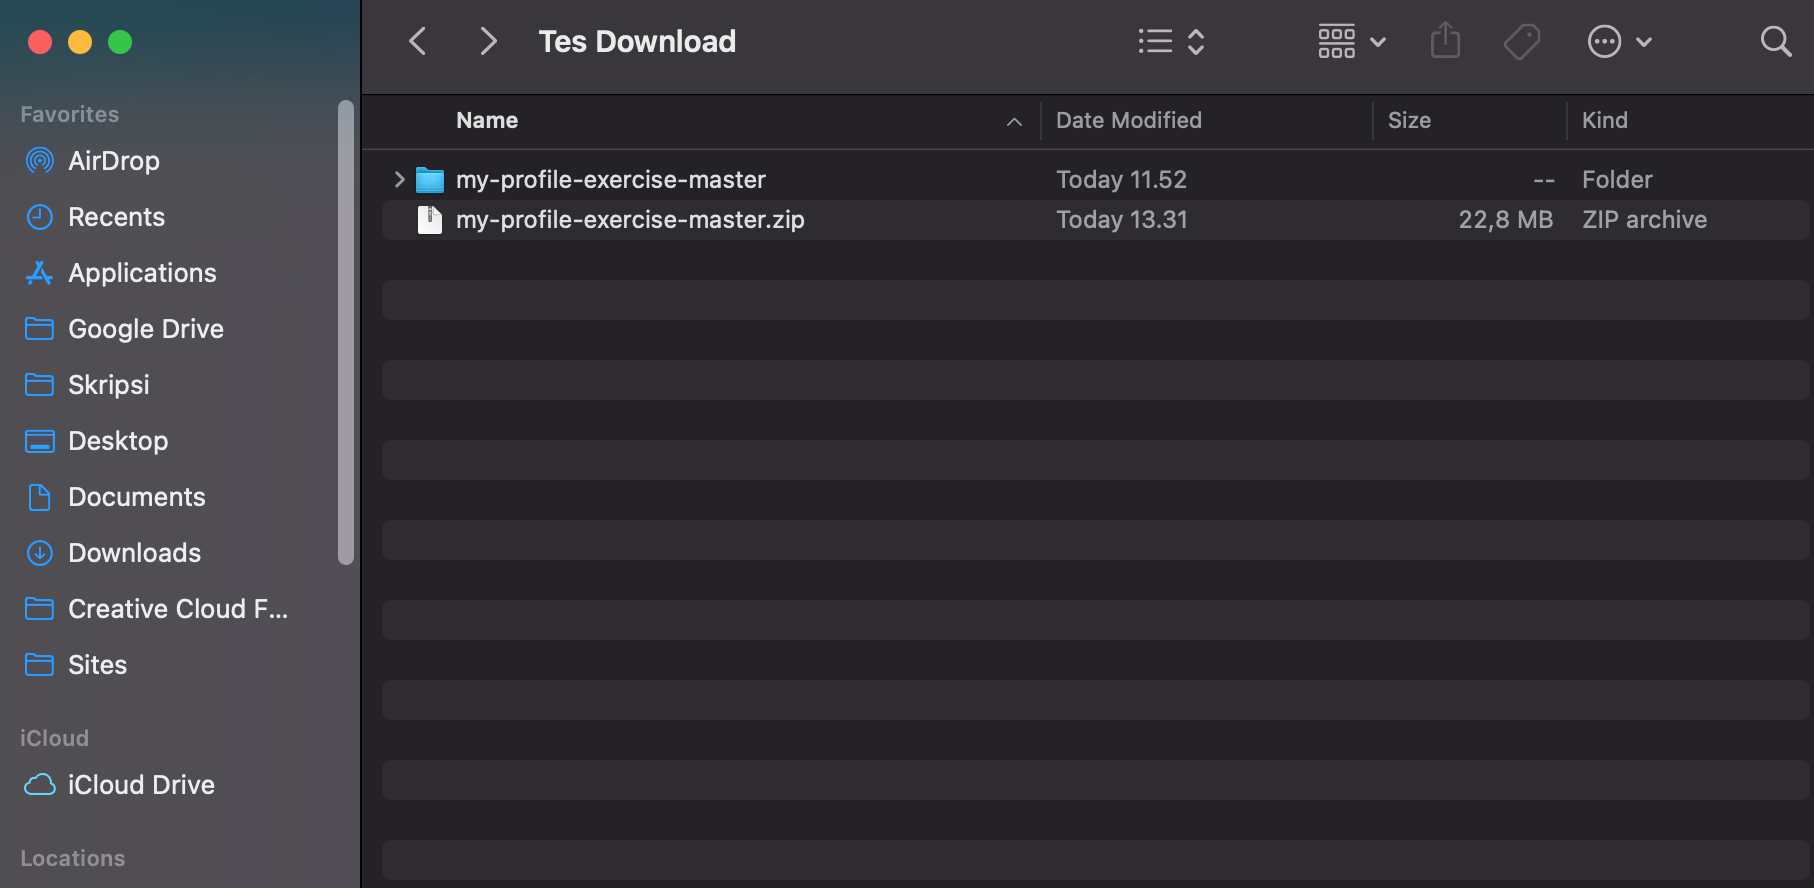 Tes Download
Favorites
AirDrop
Recents
Applications
Google Drive
Skripsi
Desktop
Documents
Downloads
Creative Cloud F...
Sites
iCloud
iCloud Drive
Locations
Name Date Modified Size Kind
my-profile-exercise-master Today 11.52 -- Folder
my-profile-exercise-master.zip Today 13.31 22,8 MB ZIP archive